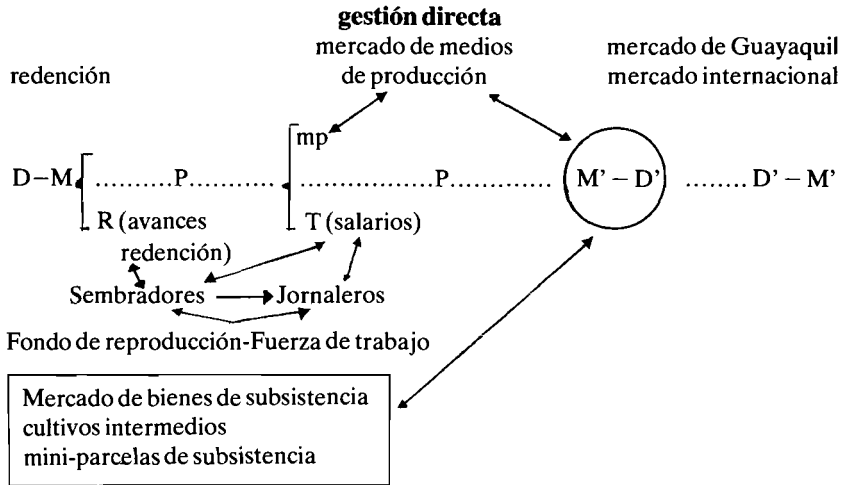 gestión directa
mercado de medios
de producción
mercado de Guayaquil
mercado internacional
redención
mp
D–M ..........P........... ....................P.............. M' – D' ........ D' – M'
R (avances
redención)
T (salarios)
Sembradores Jornaleros
Fondo de reproducción-Fuerza de trabajo
Mercado de bienes de subsistencia
cultivos intermedios
mini-parcelas de subsistencia